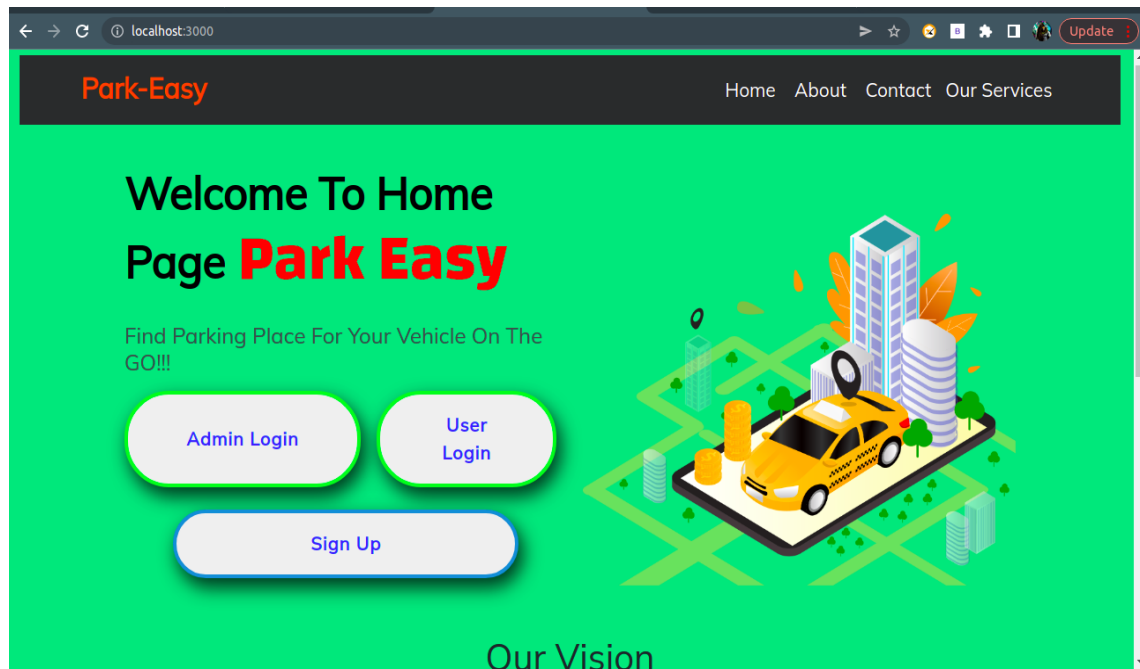 localhost:3000
B
Update
Park-Easy
Home About Contact Our Services
Welcome To Home
Page Park Easy
Find Parking Place For Your Vehicle On The
GO!!!
Admin Login
User
Login
Sign Up
Our Vision